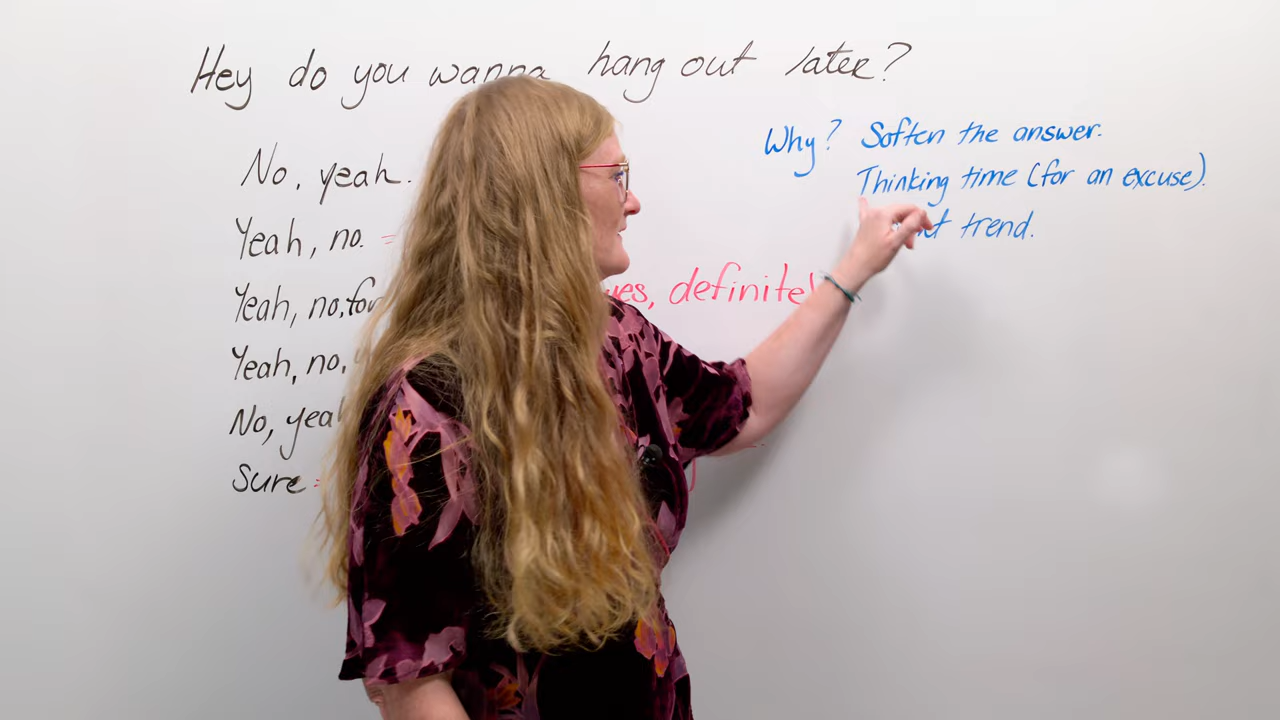 Hey do you wanna hang out later?
Why? Soften the answer.
No, yeah.
Thinking time (for an excuse).
trend.
Yeah, no. =
Yeah, no, yes, definitely
Yeah, no,
No, yeah
Sure =